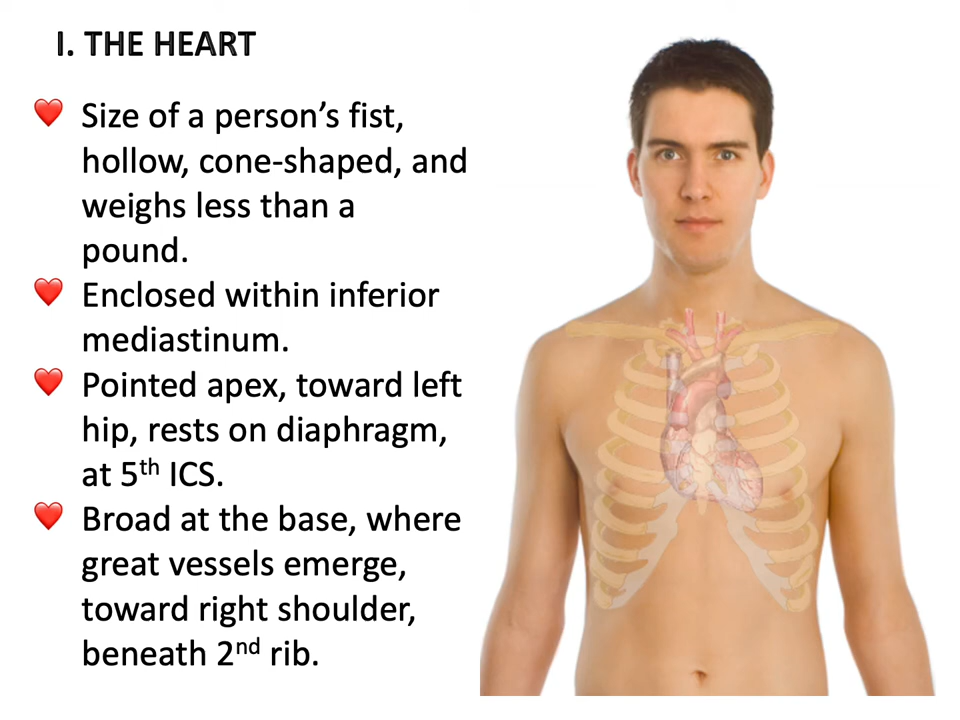 I. THE HEART
Size of a person’s fist,
hollow, cone-shaped, and
weighs less than a
pound.
Enclosed within inferior
mediastinum.
Pointed apex, toward left
hip, rests on diaphragm,
at 5th ICS.
Broad at the base, where
great vessels emerge,
toward right shoulder,
beneath 2nd rib.